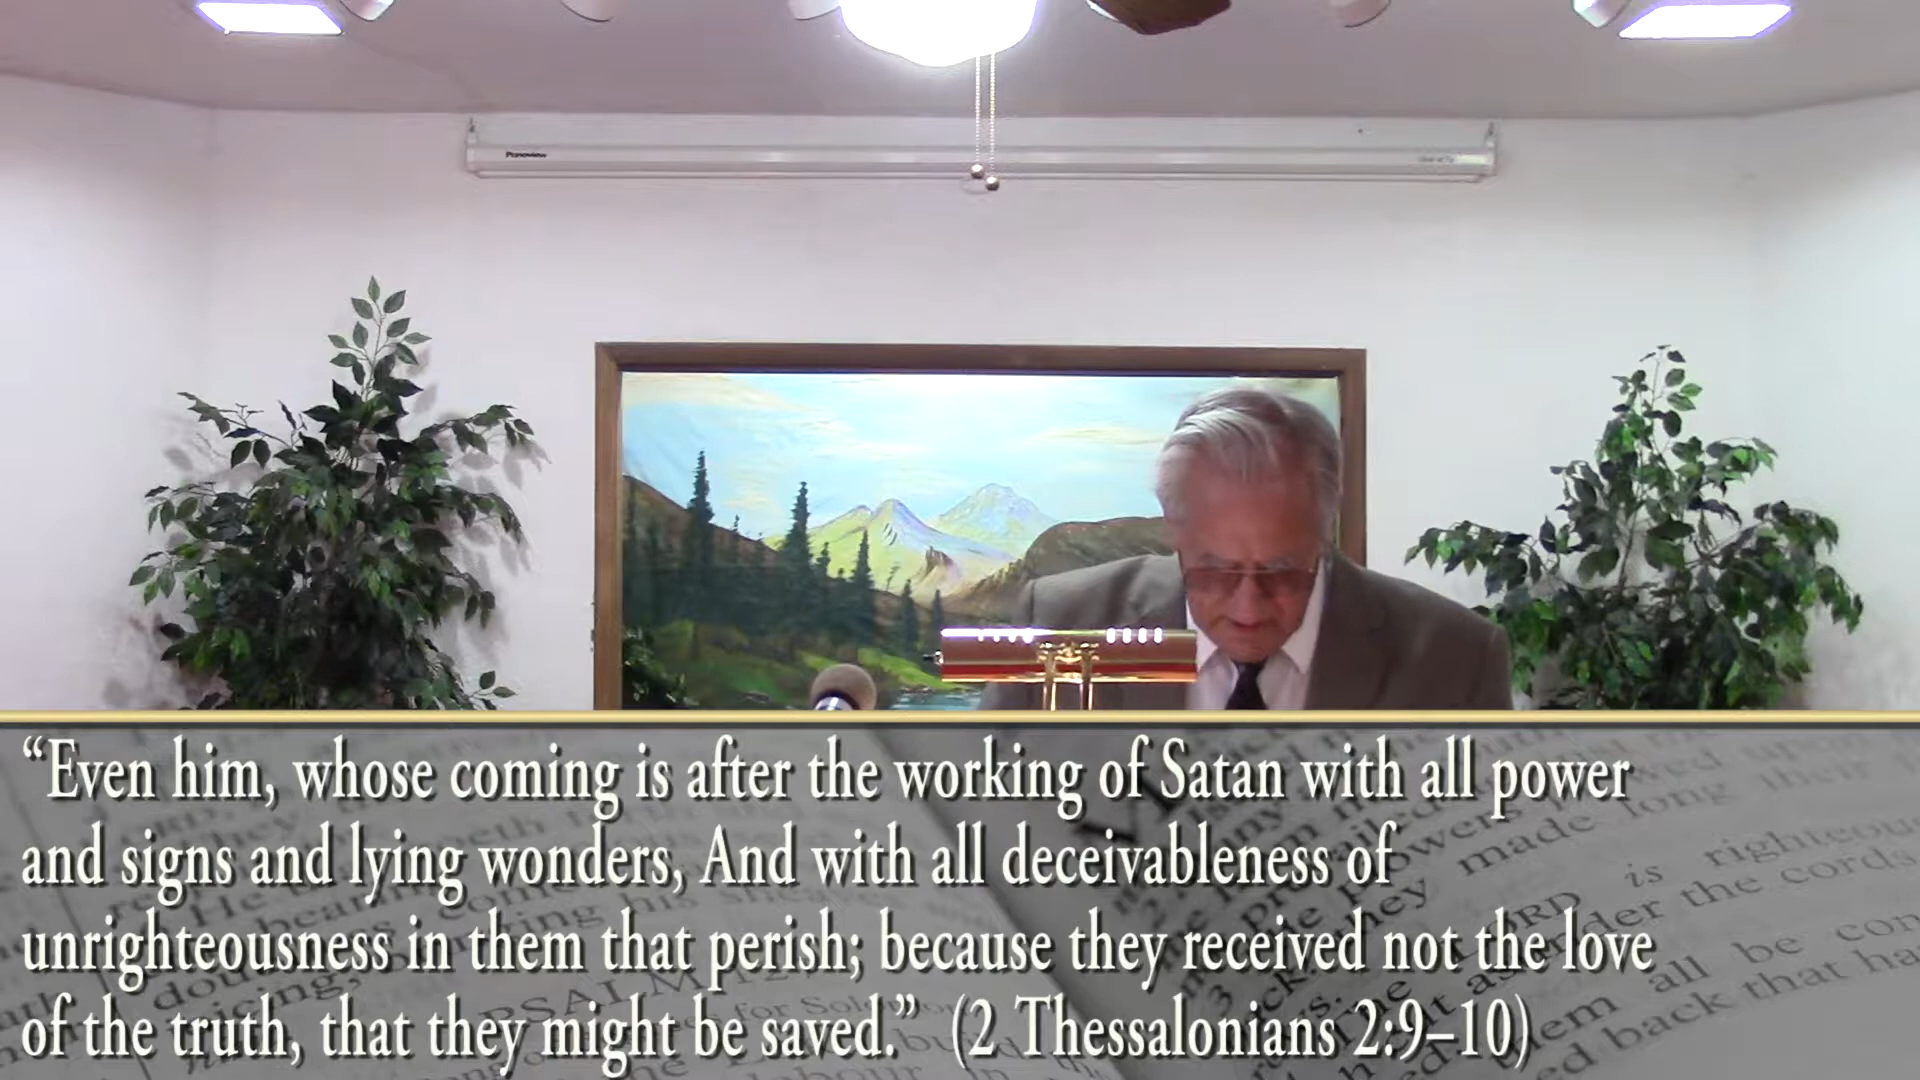 Panoview
“Even him, whose coming is after the working of Satan with all power
and signs and lying wonders, And with all deceivableness of
unrighteousness in them that perish; because they received not the love
of the truth, that they might be saved.” (2 Thessalonians 2:9–10)